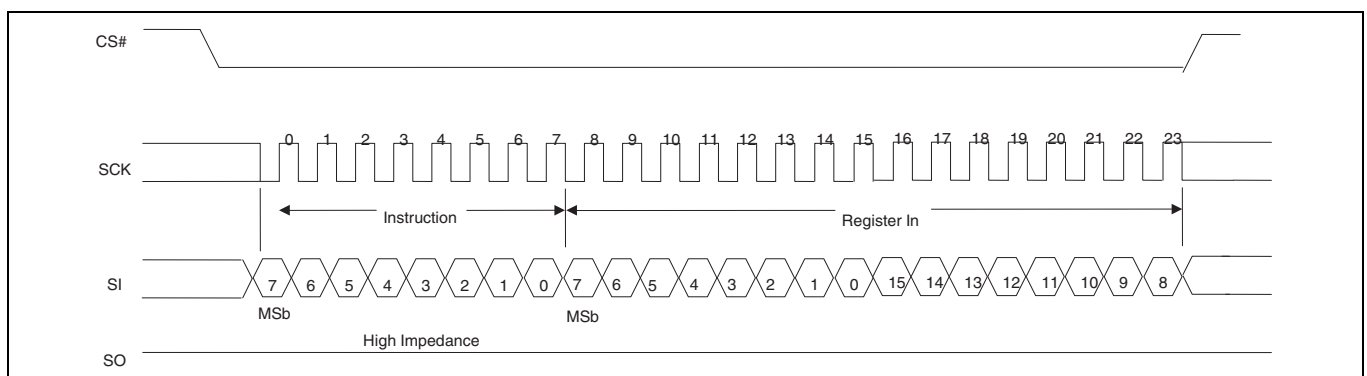 CS#
0 1 2 3 4 5 6 7 8 9 10 11 12 13 14 15 16 17 18 19 20 21 22 23
SCK
Instruction
Register In
SI
7 6 5 4 3 2 1 0 7 6 5 4 3 2 1 0 15 14 13 12 11 10 9 8
MSb MSb
High Impedance
SO